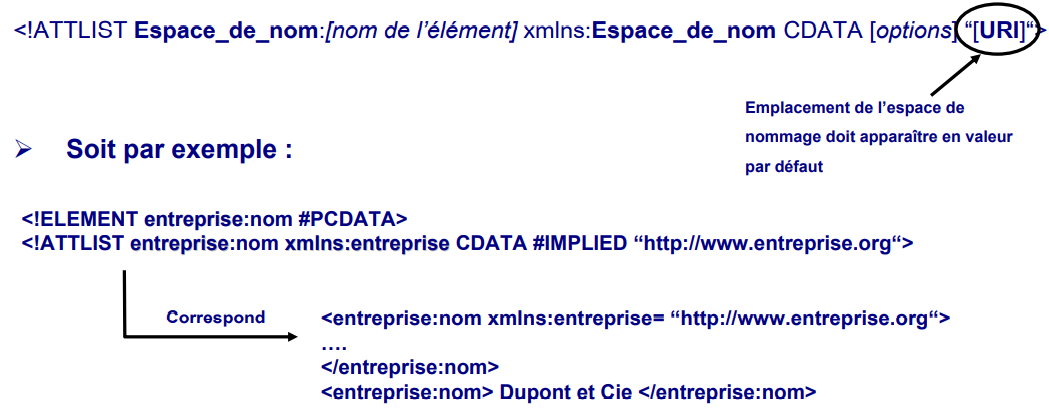 <!ATTLIST Espace_de_nom:[nom de l’élément] xmlns:Espace_de_nom CDATA [options] “[URI]“>
Emplacement de l’espace de
nommage doit apparaître en valeur
par défaut
➢ Soit par exemple :
<!ELEMENT entreprise:nom #PCDATA>
<!ATTLIST entreprise:nom xmlns:entreprise CDATA #IMPLIED “http://www.entreprise.org“>
Correspond
<entreprise:nom xmlns:entreprise= “http://www.entreprise.org“>
....
</entreprise:nom>
<entreprise:nom> Dupont et Cie </entreprise:nom>